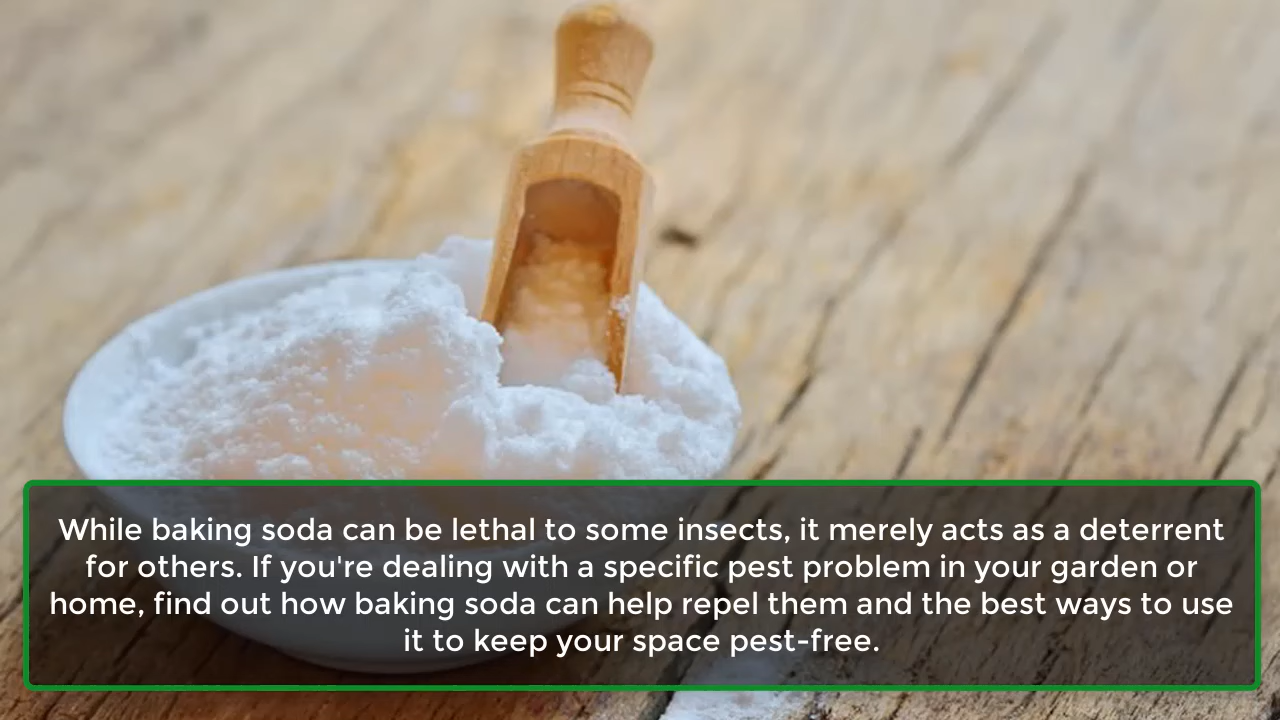 While baking soda can be lethal to some insects, it merely acts as a deterrent
for others. If you're dealing with a specific pest problem in your garden or
home, find out how baking soda can help repel them and the best ways to use
it to keep your space pest-free.